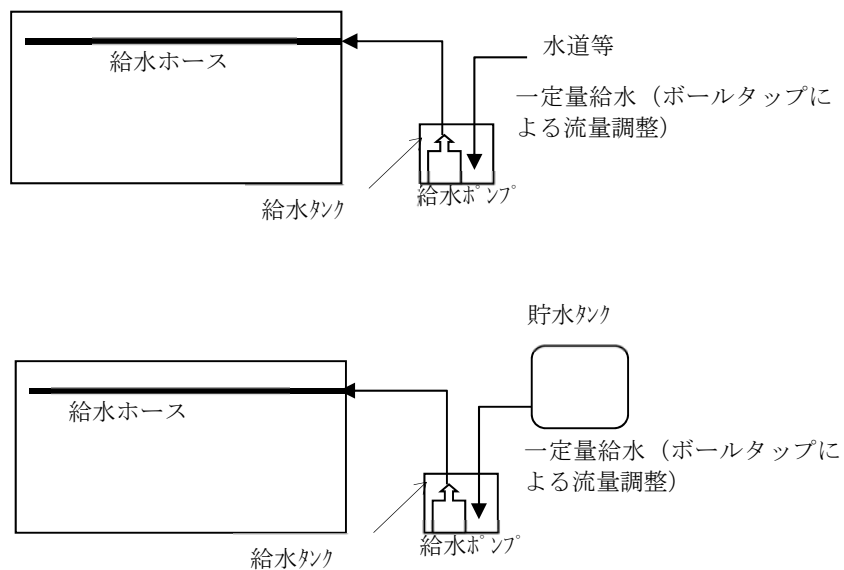 水道等
給水ホース
一定量給水（ボールタップに
よる流量調整）
給水ﾀﾝｸ
給水ﾎﾟﾝﾌﾟ
貯水ﾀﾝｸ
給水ホース
一定量給水（ボールタップに
よる流量調整）
給水ﾀﾝｸ
給水ﾎﾟﾝﾌﾟ